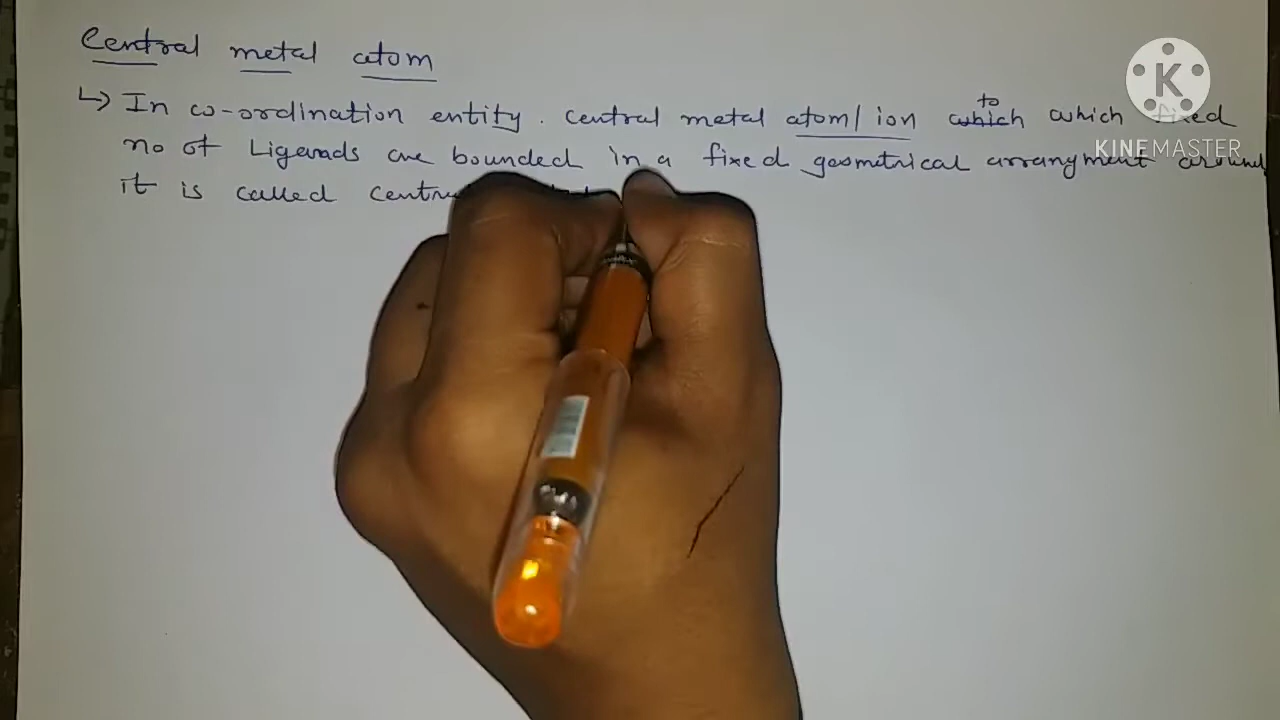 Central metal atom
↳ In co-ordination entity. central metal atom/ion which to which fixed
no of Ligands are bounded in a fixed geometrical arrangment around
it is called
K
KINEMASTER